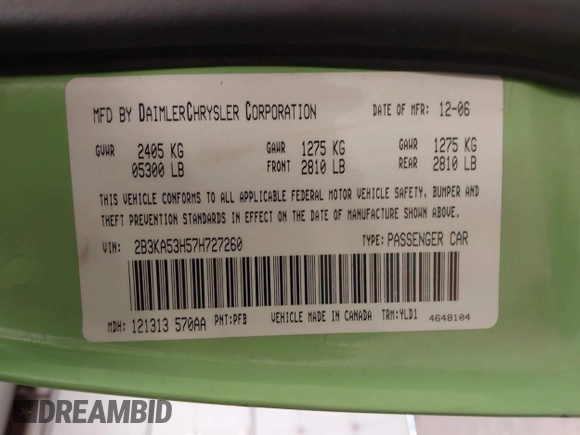 MFD BY DAIMLERCHRYSLER CORPORATION DATE OF MFR: 12-06
GVWR 2405 KG GAWR 1275 KG GAWR 1275 KG
05300 LB FRONT 2810 LB REAR 2810 LB
THIS VEHICLE CONFORMS TO ALL APPLICABLE FEDERAL MOTOR VEHICLE SAFETY, BUMPER AND
THEFT PREVENTION STANDARDS IN EFFECT ON THE DATE OF MANUFACTURE SHOWN ABOVE.
VIN: 2B3KA53H57H727260 TYPE: PASSENGER CAR
MDH: 121313 570AA PNT:PFB VEHICLE MADE IN CANADA TRM:YLD1 4648104
DREAMBID